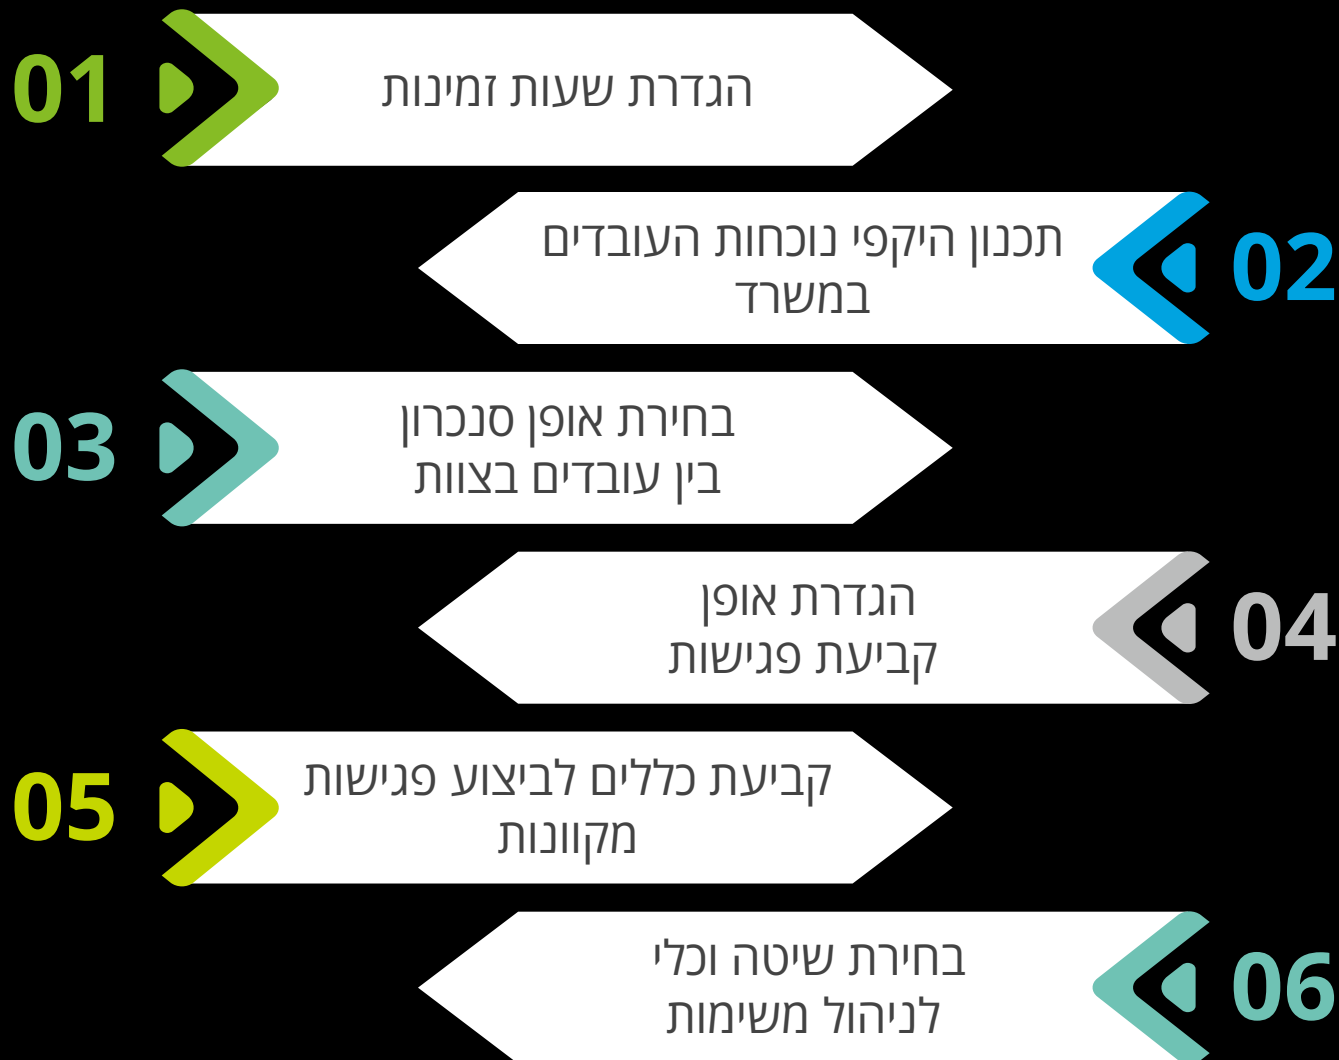 01
הגדרת שעות זמינות
02
תכנון היקפי נוכחות העובדים
במשרד
03
בחירת אופן סנכרון
בין עובדים בצוות
04
הגדרת אופן
קביעת פגישות
05
קביעת כללים לביצוע פגישות
מקוונות
06
בחירת שיטה וכלי
לניהול משימות